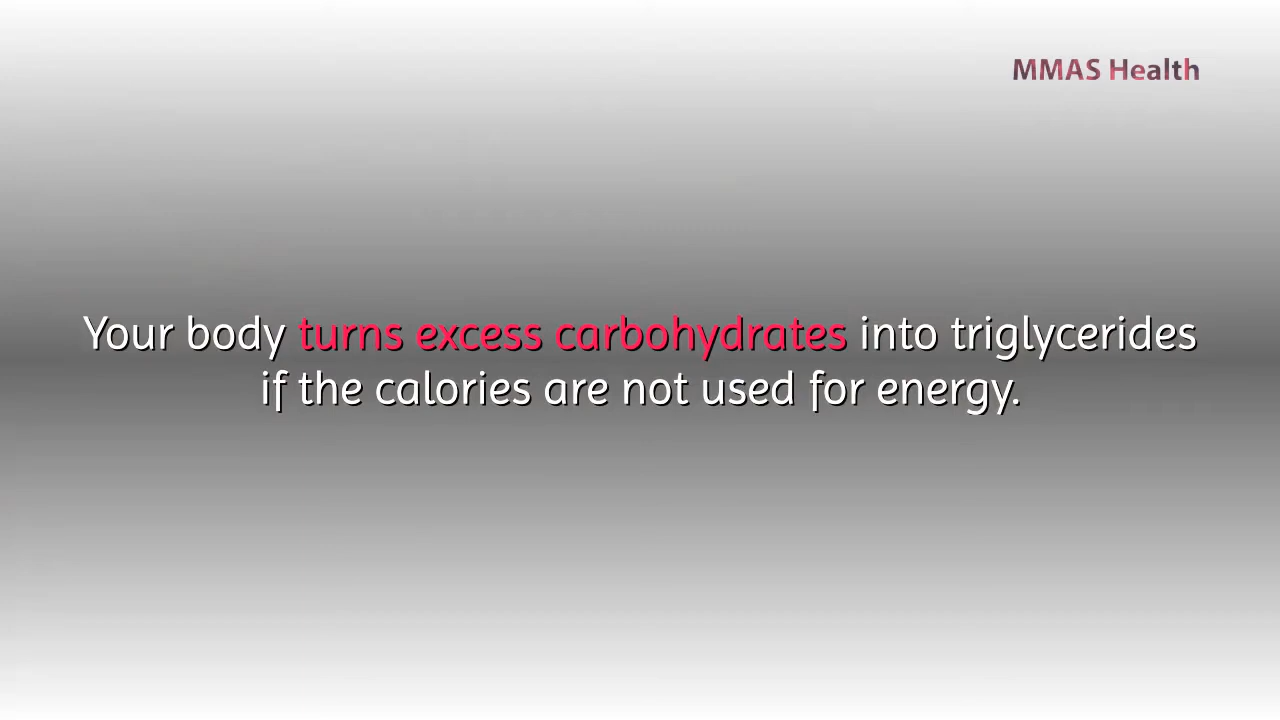 MMAS Health
Your body turns excess carbohydrates into triglycerides
if the calories are not used for energy.